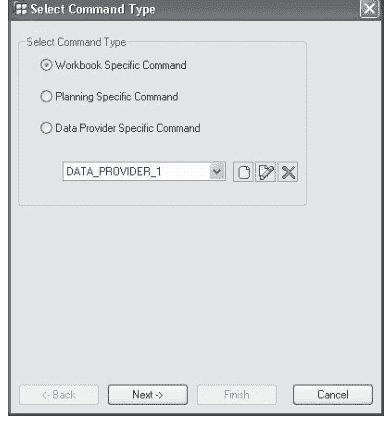 Select Command Type
Select Command Type
Workbook Specific Command
Planning Specific Command
Data Provider Specific Command
DATA_PROVIDER_1
<- Back Next -> Finish Cancel